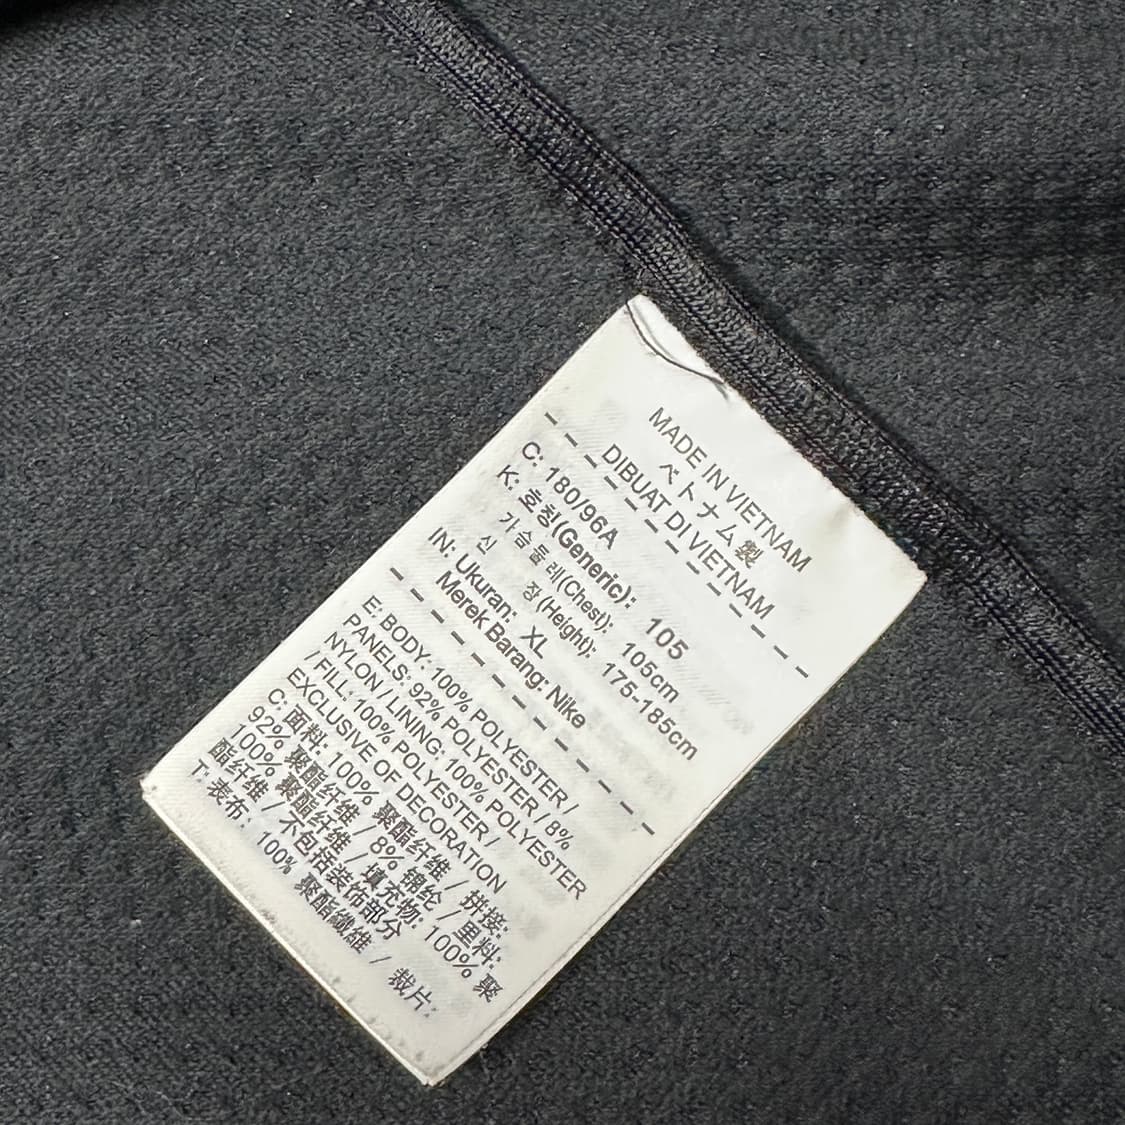 MADE IN VIETNAM
ベトナム製
DIBUAT DI VIETNAM
C: 180/96A
K: 호칭(Generic): 105
가슴둘레(Chest): 105cm
신 장(Height): 175-185cm
IN: Ukuran: XL
Merek Barang: Nike
E: BODY: 100% POLYESTER /
PANELS: 92% POLYESTER / 8%
NYLON / LINING: 100% POLYESTER
/ FILL: 100% POLYESTER /
EXCLUSIVE OF DECORATION
C: 面料: 100% 聚酯纤维 / 拼接:
92% 聚酯纤维 / 8% 锦纶 / 里料:
100% 聚酯纤维 / 填充物: 100% 聚
酯纤维 / 不包括装饰部分
T: 表布: 100% 聚酯纖維 / 裁片: